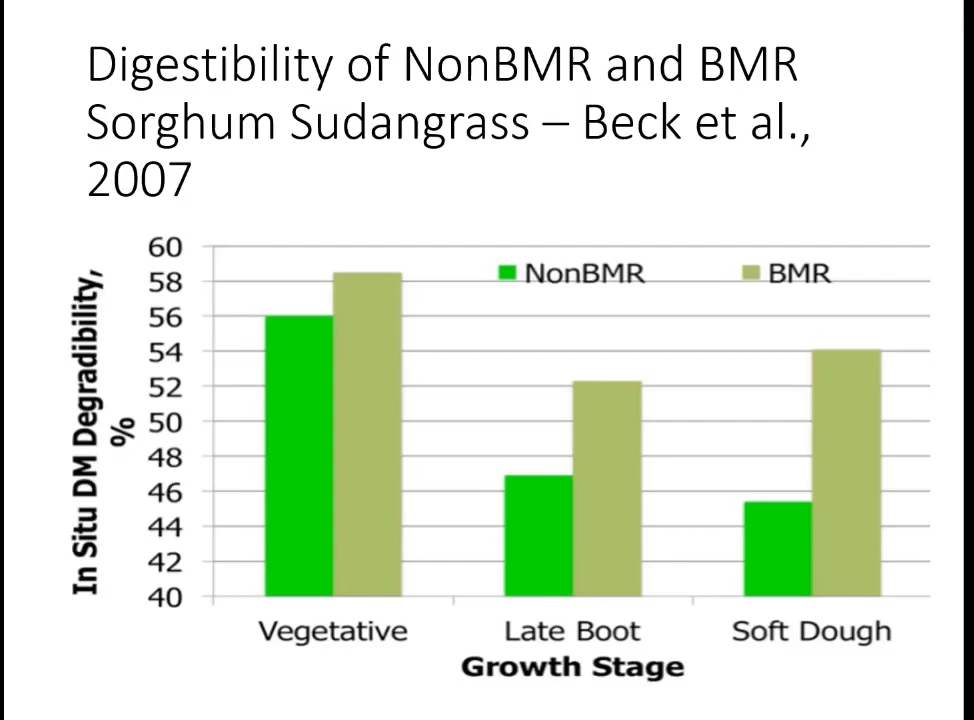 Digestibility of NonBMR and BMR
Sorghum Sudangrass – Beck et al.,
2007
In Situ DM Degradibility,
%
60
58
56
54
52
50
48
46
44
42
40
NonBMR
BMR
Vegetative
Late Boot
Soft Dough
Growth Stage